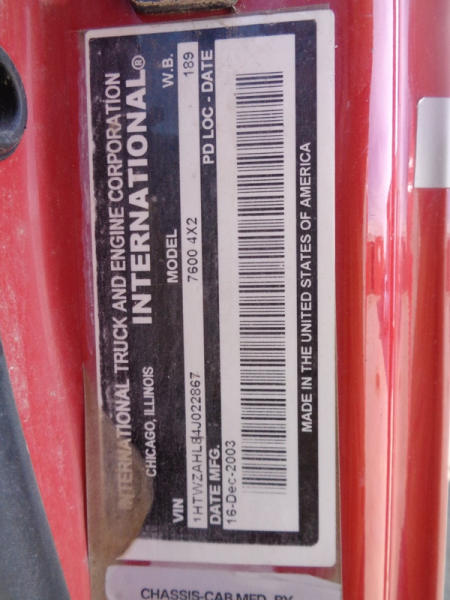 INTERNATIONAL TRUCK AND ENGINE CORPORATION
INTERNATIONAL®
CHICAGO, ILLINOIS
VIN MODEL W.B.
1HTWZAHL84J022867 7600 4X2 189
DATE MFG. PD LOC - DATE
16-Dec-2003
MADE IN THE UNITED STATES OF AMERICA
CHASSIS-CAB MFD. BY